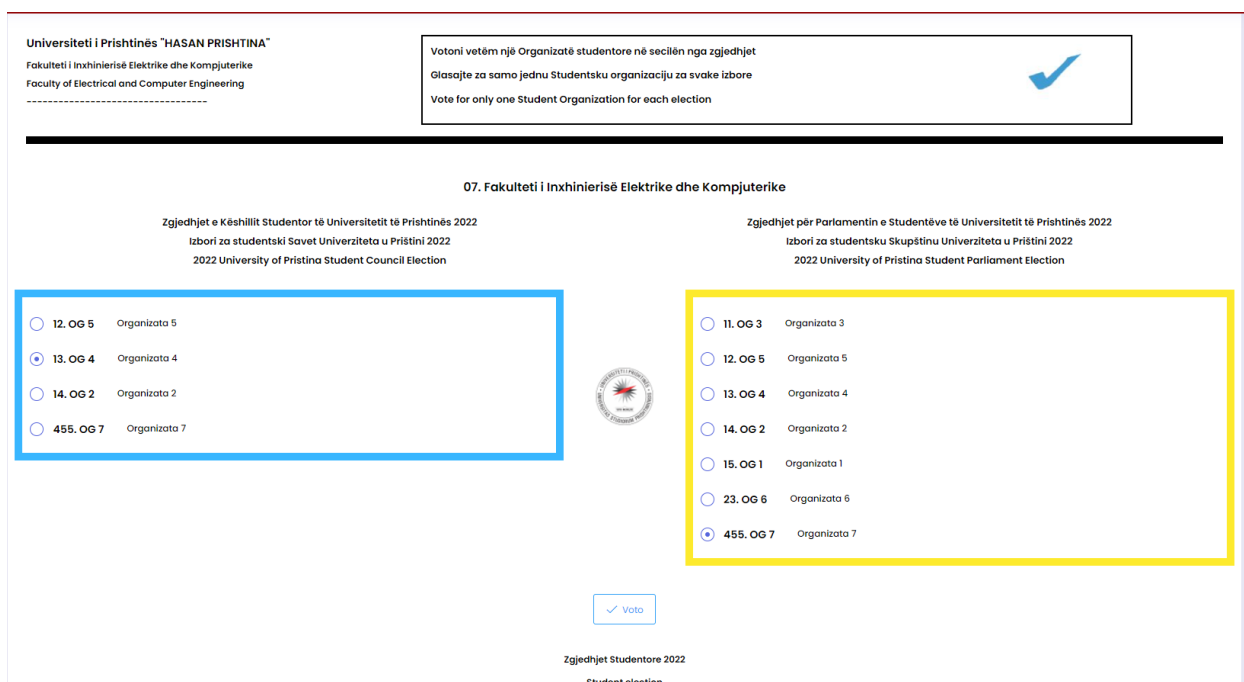 Universiteti i Prishtinës "HASAN PRISHTINA"
Fakulteti i Inxhinierisë Elektrike dhe Kompjuterike
Faculty of Electrical and Computer Engineering
----------------------------------
Votoni vetëm një Organizatë studentore në secilën nga zgjedhjet
Glasajte za samo jednu Studentsku organizaciju za svake izbore
Vote for only one Student Organization for each election
07. Fakulteti i Inxhinierisë Elektrike dhe Kompjuterike
Zgjedhjet e Këshillit Studentor të Universitetit të Prishtinës 2022
Izbori za studentski Savet Univerziteta u Prištini 2022
2022 University of Pristina Student Council Election
12. OG 5 Organizata 5
13. OG 4 Organizata 4
14. OG 2 Organizata 2
455. OG 7 Organizata 7
Zgjedhjet për Parlamentin e Studentëve të Universitetit të Prishtinës 2022
Izbori za studentsku Skupštinu Univerziteta u Prištini 2022
2022 University of Pristina Student Parliament Election
11. OG 3 Organizata 3
12. OG 5 Organizata 5
13. OG 4 Organizata 4
14. OG 2 Organizata 2
15. OG 1 Organizata 1
23. OG 6 Organizata 6
455. OG 7 Organizata 7
Voto
Zgjedhjet Studentore 2022
Student election